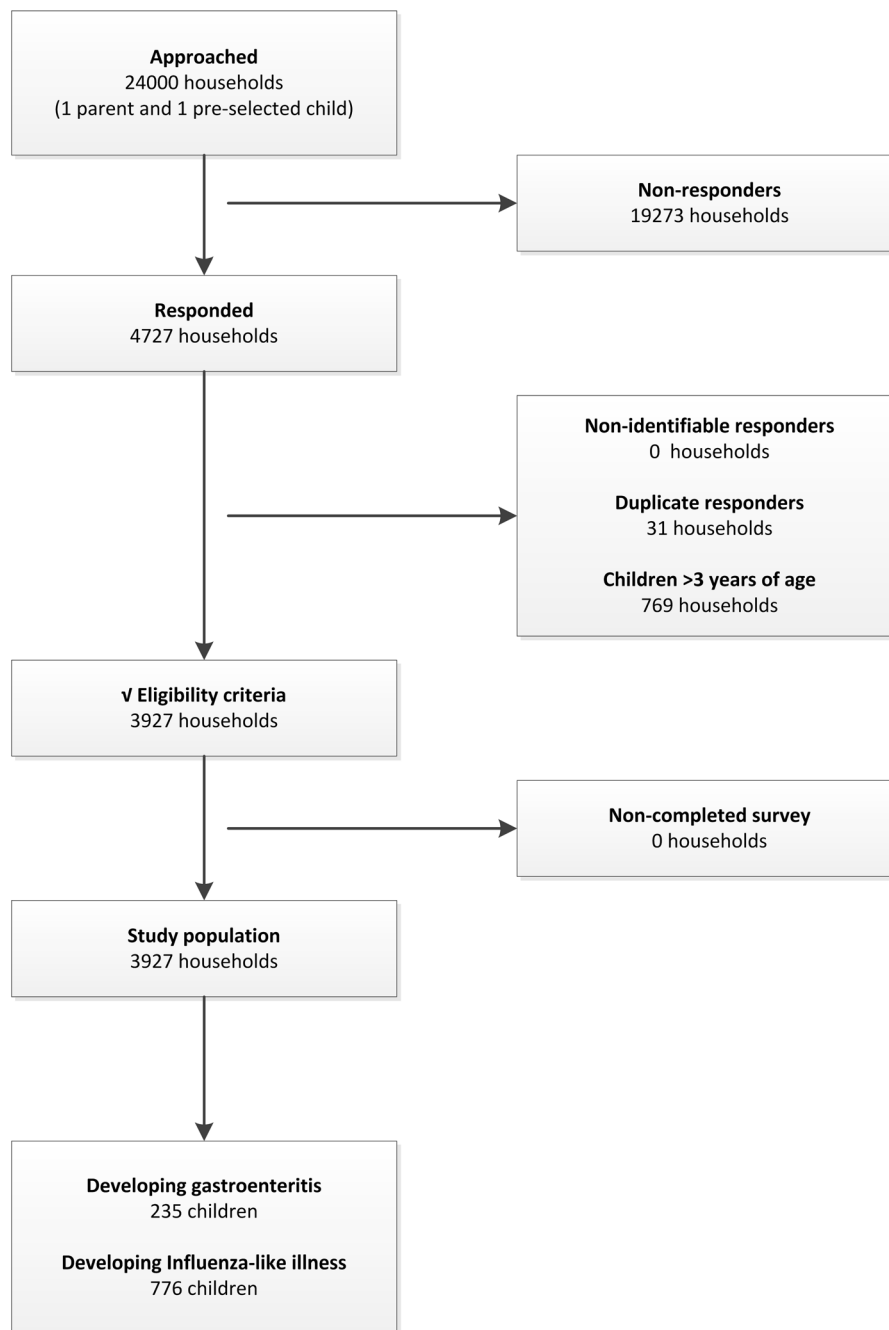 Approached
24000 households
(1 parent and 1 pre-selected child)
Non-responders
19273 households
Responded
4727 households
Non-identifiable responders
0 households
Duplicate responders
31 households
Children >3 years of age
769 households
√ Eligibility criteria
3927 households
Non-completed survey
0 households
Study population
3927 households
Developing gastroenteritis
235 children
Developing Influenza-like illness
776 children